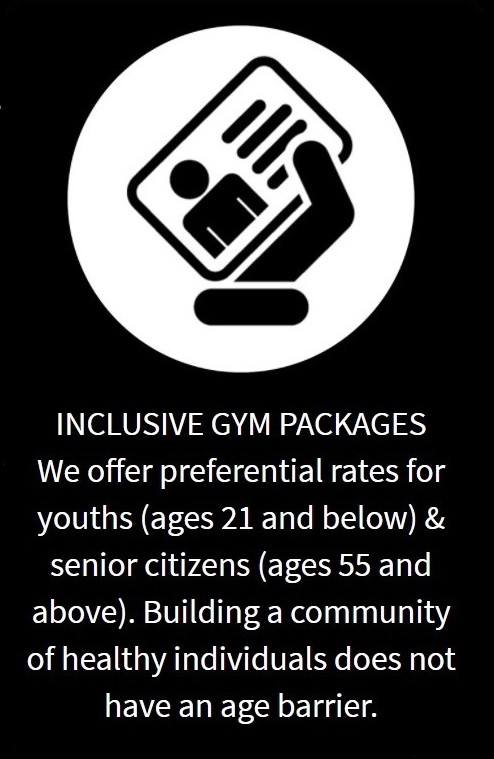 INCLUSIVE GYM PACKAGES
We offer preferential rates for
youths (ages 21 and below) &
senior citizens (ages 55 and
above). Building a community
of healthy individuals does not
have an age barrier.